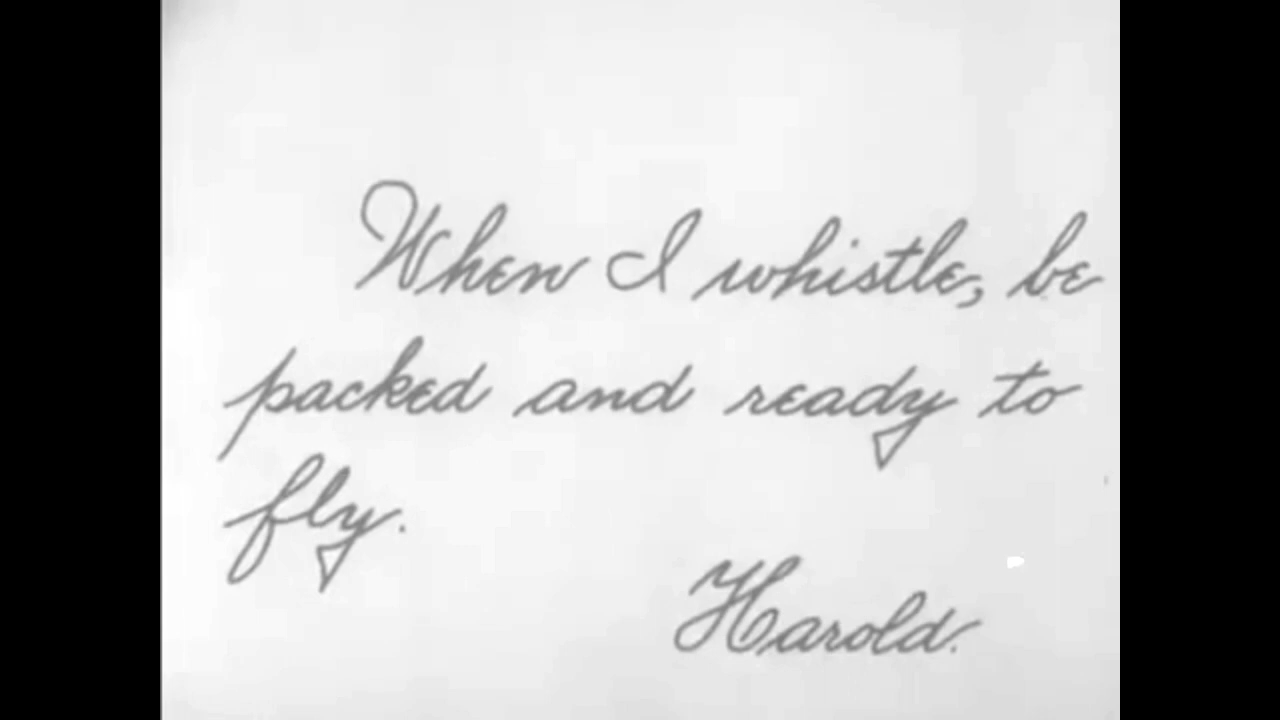 When I whistle, be
packed and ready to
fly.
Harold.